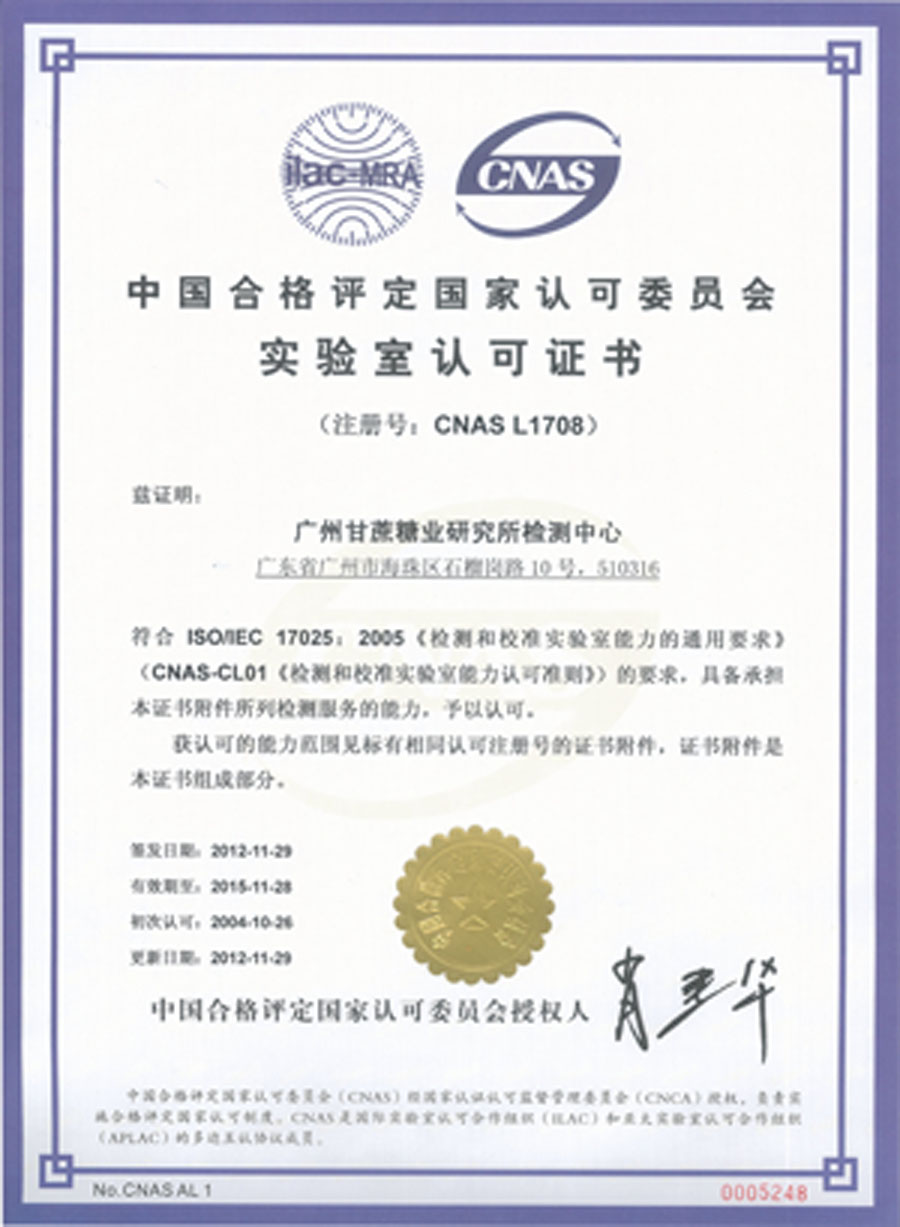 ilac-MRA
CNAS
中国合格评定国家认可委员会
实验室认可证书
（注册号：CNAS L1708）
兹证明：
广州甘蔗糖业研究所检测中心
广东省广州市海珠区石榴岗路 10 号，510316
符合 ISO/IEC 17025：2005《检测和校准实验室能力的通用要求》
（CNAS-CL01《检测和校准实验室能力认可准则》）的要求，具备承担
本证书附件所列检测服务的能力，予以认可。
获认可的能力范围见标有相同认可注册号的证书附件，证书附件是
本证书组成部分。
签发日期：2012-11-29
有效期至：2015-11-28
初次认可：2004-10-26
更新日期：2012-11-29
中国合格评定国家认可委员会授权人
中国合格评定国家认可委员会（CNAS）经国家认证认可监督管理委员会（CNCA）授权，负责实
施合格评定国家认可制度。CNAS 是国际实验室认可合作组织（ILAC）和亚太实验室认可合作组织
（APLAC）的多边互认协议成员。
No.CNAS AL 1
0005248